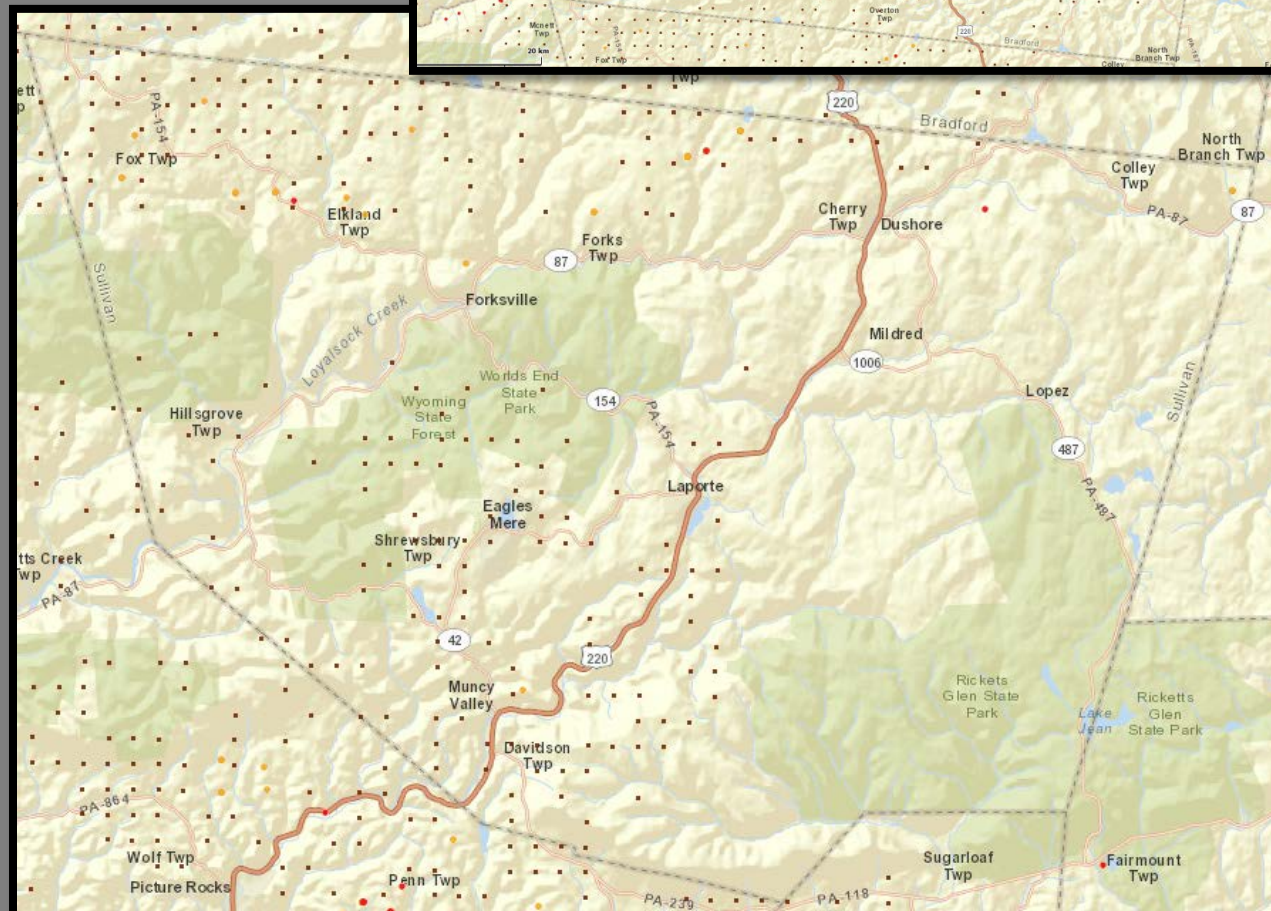 Overton
Twp
Mcnett
Twp
PA-154
220
Bradford
20 km
Fox Twp
North
Branch Twp
Colley
Twp
220
ett
p
PA-154
Bradford
Fox Twp
North
Branch Twp
Colley
Twp
Elkland
Twp
Cherry
Twp
Dushore
PA-87
87
Forks
Twp
87
Sullivan
Forksville
Loyalsock Creek
Mildred
1006
Worlds End
State
Park
Lopez
Sullivan
Wyoming
State
Forest
154
PA-154
Hillsgrove
Twp
487
Laporte
PA-487
Eagles
Mere
Shrewsbury
Twp
tts Creek
Twp
PA-87
42
220
Muncy
Valley
Rickets
Glen State
Park
Ricketts
Glen
State Park
Lake
Jean
Davidson
Twp
PA-864
Wolf Twp
Sugarloaf
Twp
Fairmount
Twp
Picture Rocks
Penn Twp
PA-239
PA-118